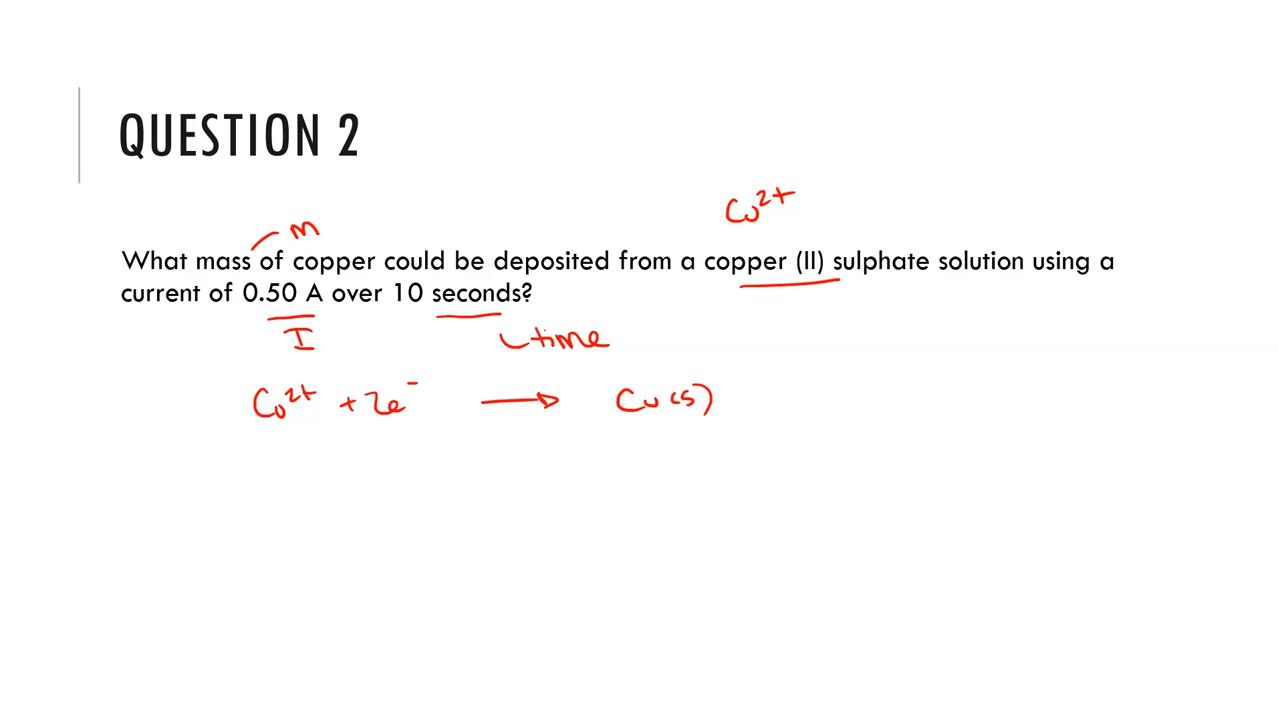 QUESTION 2
Cu²⁺
m
What mass of copper could be deposited from a copper (II) sulphate solution using a
current of 0.50 A over 10 seconds?
I
time
Cu²⁺ + 2e⁻ → Cu (s)